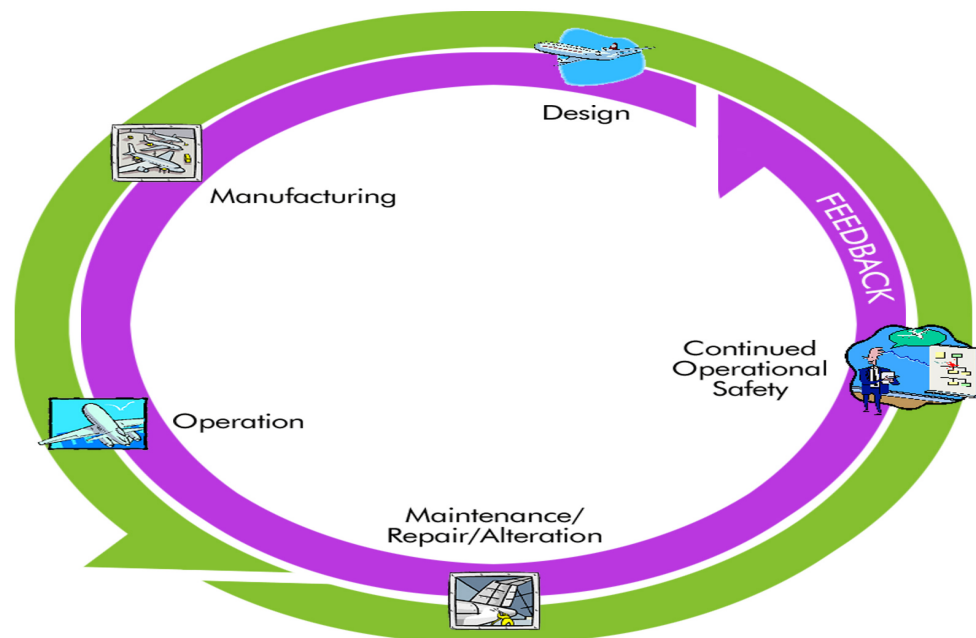 Design
Manufacturing
FEEDBACK
Continued
Operational
Safety
Operation
Maintenance/
Repair/Alteration